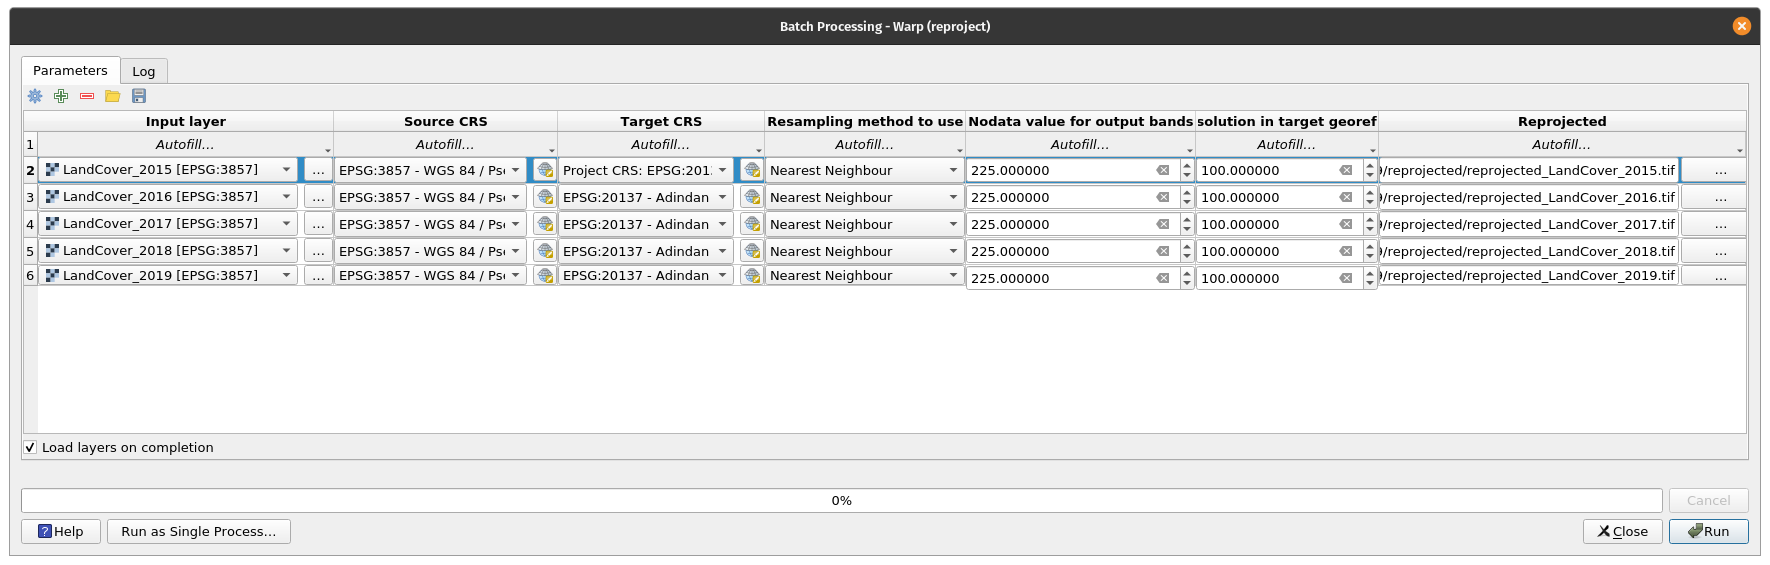 Batch Processing - Warp (reproject)
Parameters Log
Input layer Source CRS Target CRS Resampling method to use Nodata value for output bands solution in target georef Reprojected
1 Autofill... Autofill... Autofill... Autofill... Autofill... Autofill... Autofill...
2 LandCover_2015 [EPSG:3857] ... EPSG:3857 - WGS 84 / Pse Project CRS: EPSG:201 Nearest Neighbour 225.000000 100.000000 /reprojected/reprojected_LandCover_2015.tif ...
3 LandCover_2016 [EPSG:3857] ... EPSG:3857 - WGS 84 / Pse EPSG:20137 - Adindan Nearest Neighbour 225.000000 100.000000 /reprojected/reprojected_LandCover_2016.tif ...
4 LandCover_2017 [EPSG:3857] ... EPSG:3857 - WGS 84 / Pse EPSG:20137 - Adindan Nearest Neighbour 225.000000 100.000000 /reprojected/reprojected_LandCover_2017.tif ...
5 LandCover_2018 [EPSG:3857] ... EPSG:3857 - WGS 84 / Pse EPSG:20137 - Adindan Nearest Neighbour 225.000000 100.000000 /reprojected/reprojected_LandCover_2018.tif ...
6 LandCover_2019 [EPSG:3857] ... EPSG:3857 - WGS 84 / Pse EPSG:20137 - Adindan Nearest Neighbour 225.000000 100.000000 /reprojected/reprojected_LandCover_2019.tif ...
Load layers on completion
0% Cancel
Help Run as Single Process... Close Run